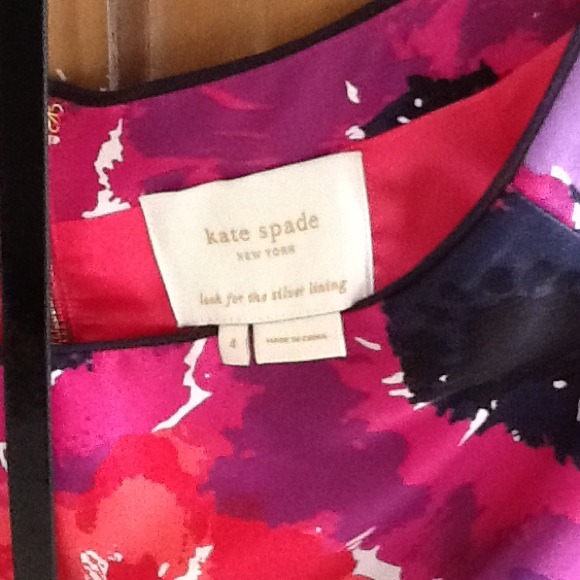 kate spade
NEW YORK
look for the silver lining
4
MADE IN CHINA